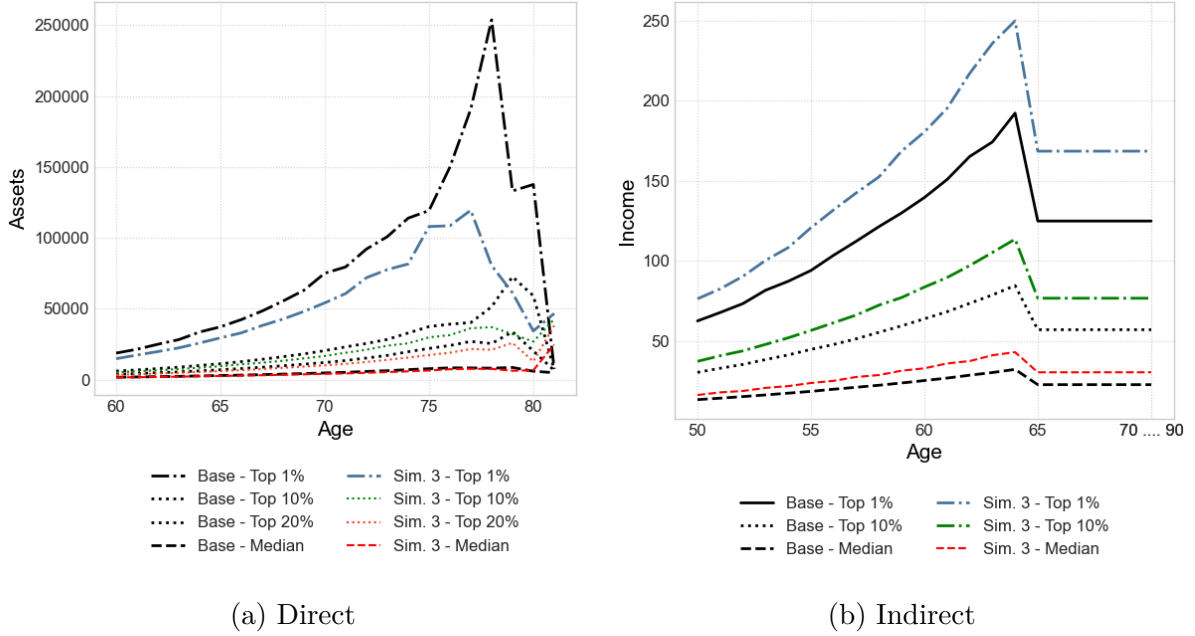 250000
200000
150000
100000
50000
0
Assets
60 65 70 75 80
Age
Base - Top 1% Sim. 3 - Top 1%
Base - Top 10% Sim. 3 - Top 10%
Base - Top 20% Sim. 3 - Top 20%
Base - Median Sim. 3 - Median
(a) Direct
250
200
150
100
50
Income
50 55 60 65 70 .... 90
Age
Base - Top 1% Sim. 3 - Top 1%
Base - Top 10% Sim. 3 - Top 10%
Base - Median Sim. 3 - Median
(b) Indirect